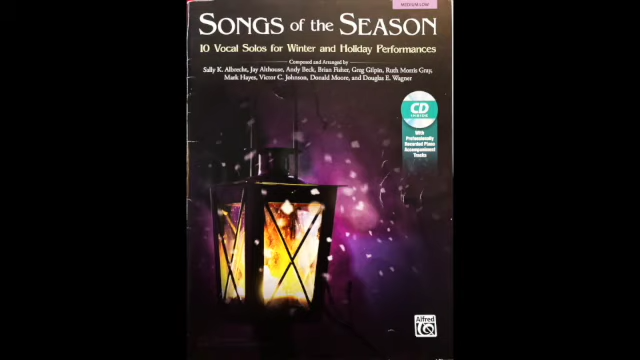 MEDIUM LOW
SONGS of the SEASON
10 Vocal Solos for Winter and Holiday Performances
Composed and Arranged by
Sally K. Albrecht, Jay Althouse, Andy Beck, Brian Fisher, Greg Gilpin, Ruth Morris Gray,
Mark Hayes, Victor C. Johnson, Donald Moore, and Douglas E. Wagner
CD
INSIDE
With
Professionally
Recorded Piano
Accompaniment
Tracks
Alfred